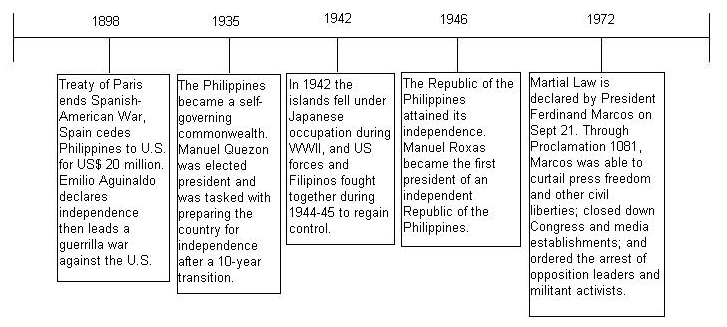 1898
1935
1942
1946
1972
Treaty of Paris
ends Spanish-
American War,
Spain cedes
Philippines to U.S.
for US$ 20 million.
Emilio Aguinaldo
declares
independence
then leads a
guerrilla war
against the U.S.
The Philippines
became a self-
governing
commonwealth.
Manuel Quezon
was elected
president and
was tasked with
preparing the
country for
independence
after a 10-year
transition.
In 1942 the
islands fell under
Japanese
occupation during
WWII, and US
forces and
Filipinos fought
together during
1944-45 to regain
control.
The Republic of the
Philippines
attained its
independence.
Manuel Roxas
became the first
president of an
independent
Republic of the
Philippines.
Martial Law is
declared by President
Ferdinand Marcos on
Sept 21. Through
Proclamation 1081,
Marcos was able to
curtail press freedom
and other civil
liberties; closed down
Congress and media
establishments; and
ordered the arrest of
opposition leaders and
militant activists.